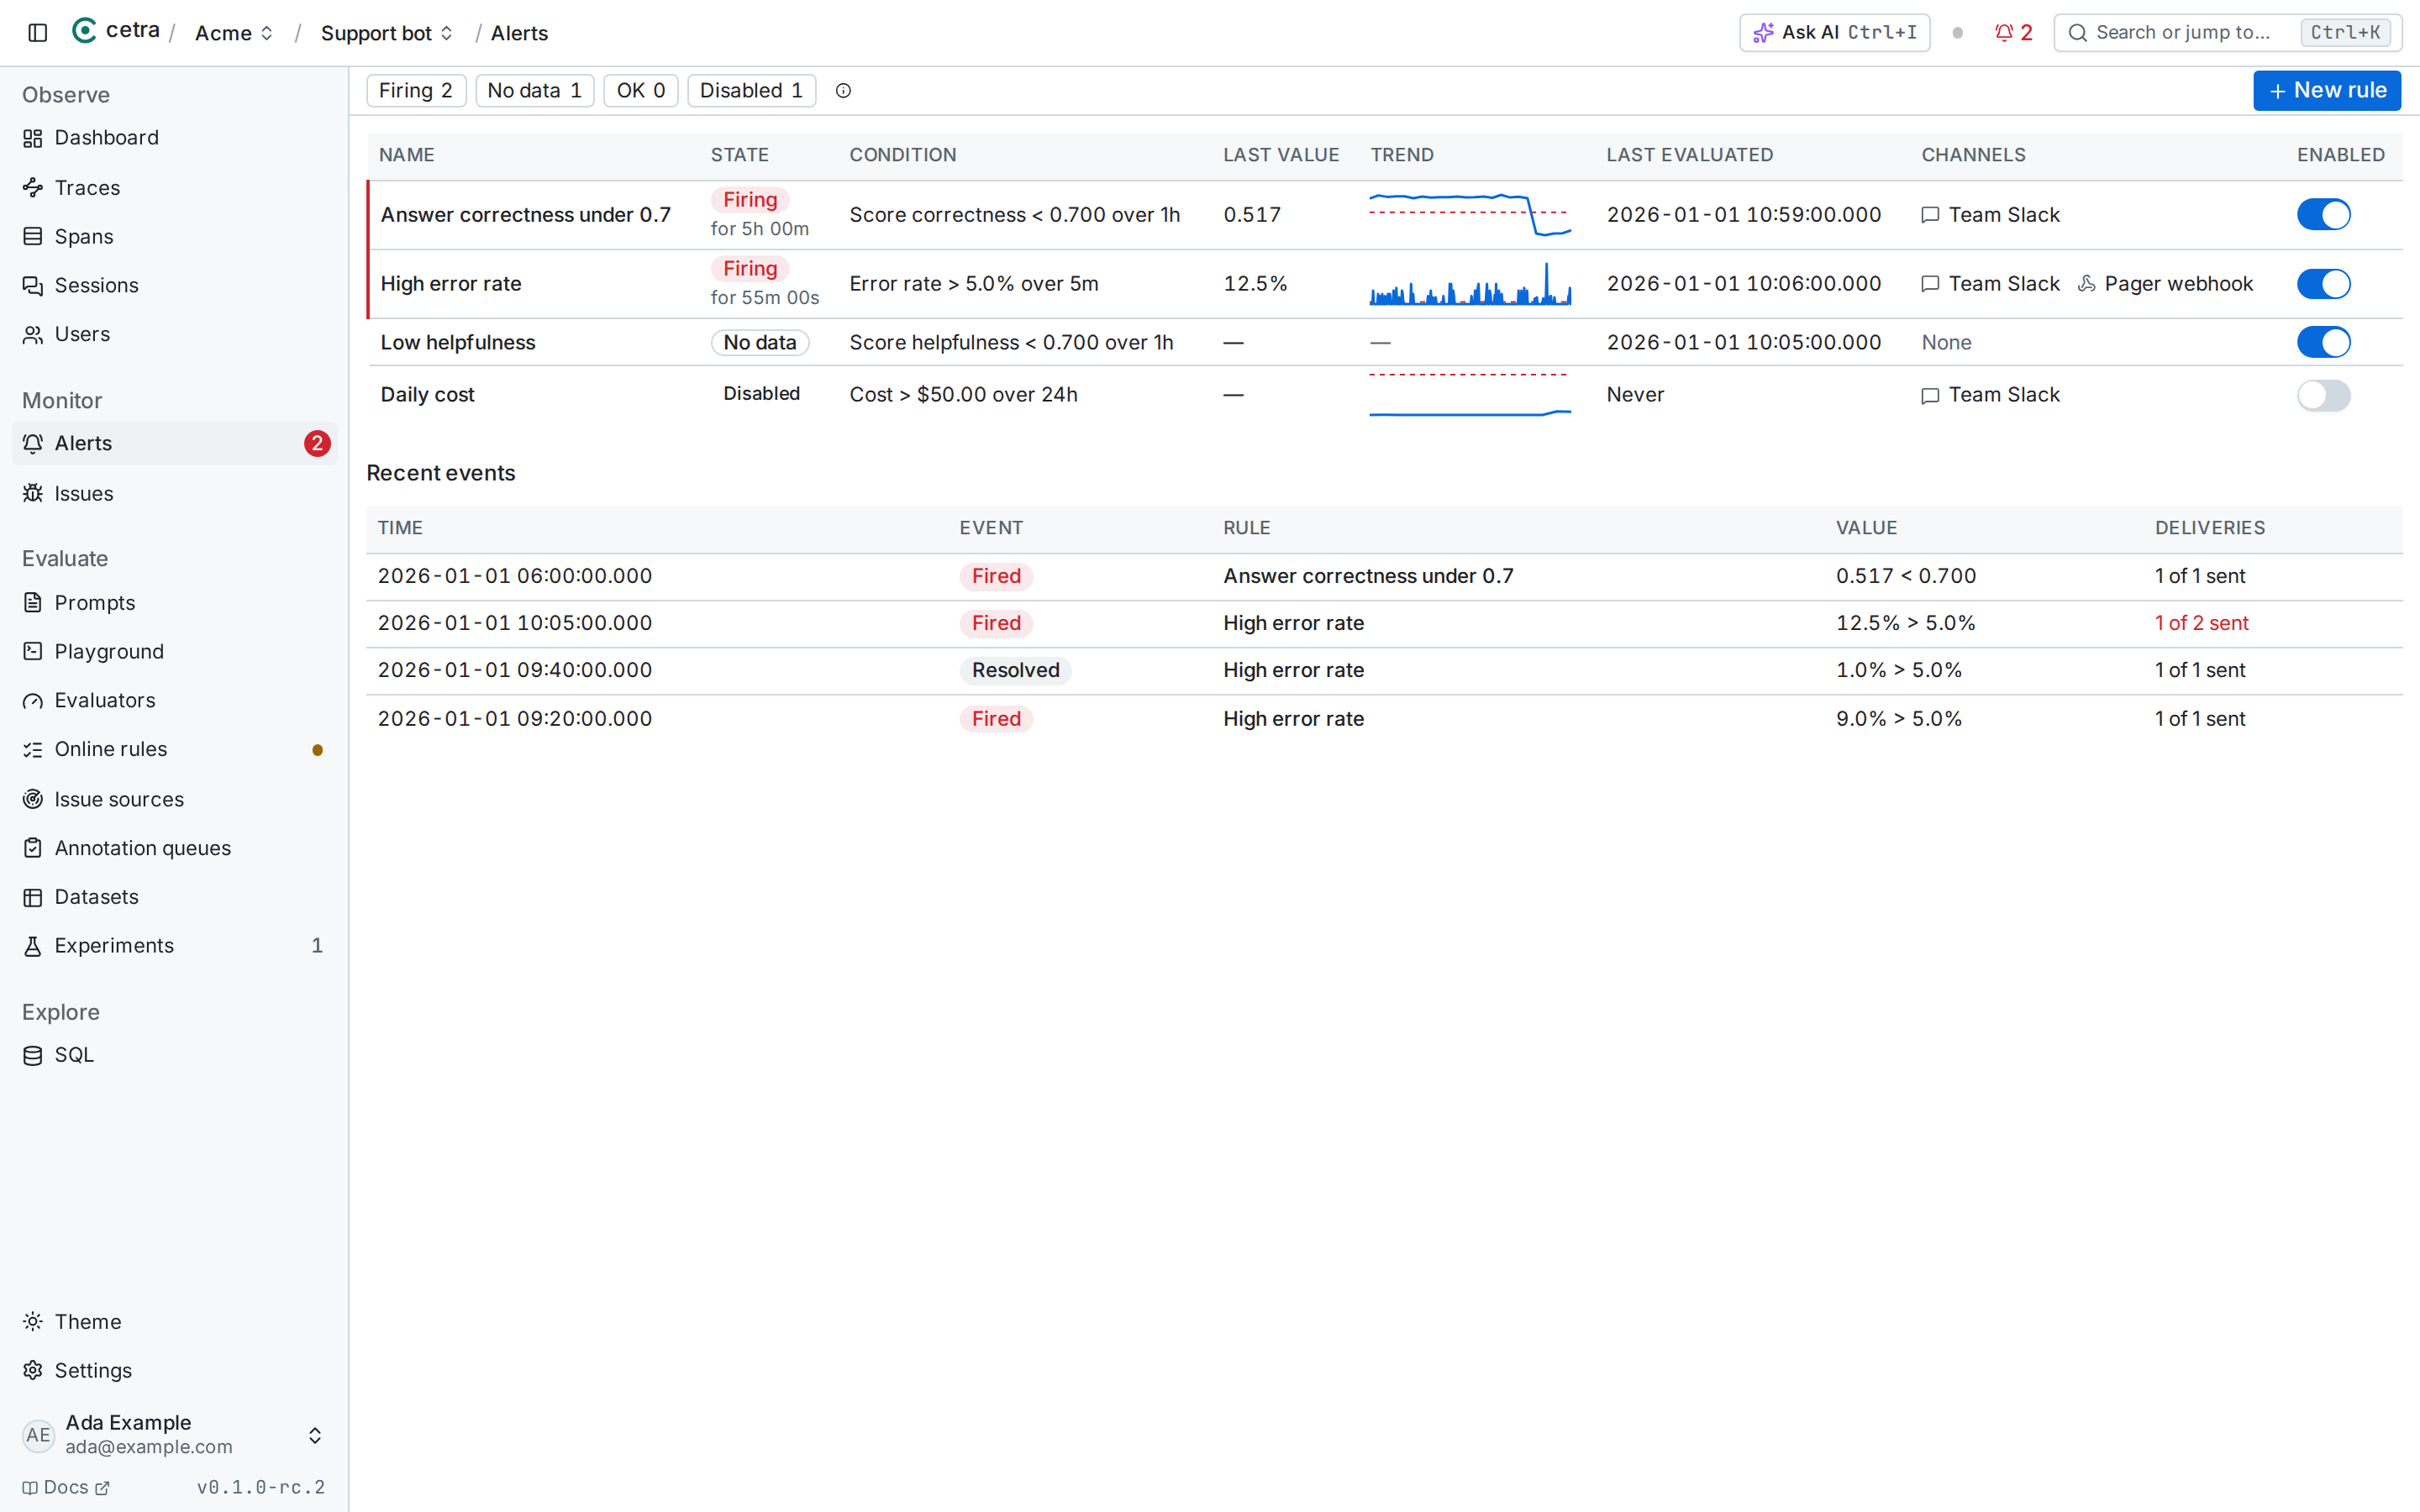 cetra / Acme / Support bot / Alerts
Ask AI Ctrl+I
2
Search or jump to... Ctrl+K
Observe
Dashboard
Traces
Spans
Sessions
Users
Monitor
Alerts 2
Issues
Evaluate
Prompts
Playground
Evaluators
Online rules
Issue sources
Annotation queues
Datasets
Experiments 1
Explore
SQL
Theme
Settings
AE
Ada Example
ada@example.com
Docs v0.1.0-rc.2
Firing 2 No data 1 OK 0 Disabled 1
+ New rule
NAME STATE CONDITION LAST VALUE TREND LAST EVALUATED CHANNELS ENABLED
Answer correctness under 0.7 Firing for 5h 00m Score correctness < 0.700 over 1h 0.517 2026-01-01 10:59:00.000 Team Slack
High error rate Firing for 55m 00s Error rate > 5.0% over 5m 12.5% 2026-01-01 10:06:00.000 Team Slack Pager webhook
Low helpfulness No data Score helpfulness < 0.700 over 1h — — 2026-01-01 10:05:00.000 None
Daily cost Disabled Cost > $50.00 over 24h — Never Team Slack
Recent events
TIME EVENT RULE VALUE DELIVERIES
2026-01-01 06:00:00.000 Fired Answer correctness under 0.7 0.517 < 0.700 1 of 1 sent
2026-01-01 10:05:00.000 Fired High error rate 12.5% > 5.0% 1 of 2 sent
2026-01-01 09:40:00.000 Resolved High error rate 1.0% > 5.0% 1 of 1 sent
2026-01-01 09:20:00.000 Fired High error rate 9.0% > 5.0% 1 of 1 sent